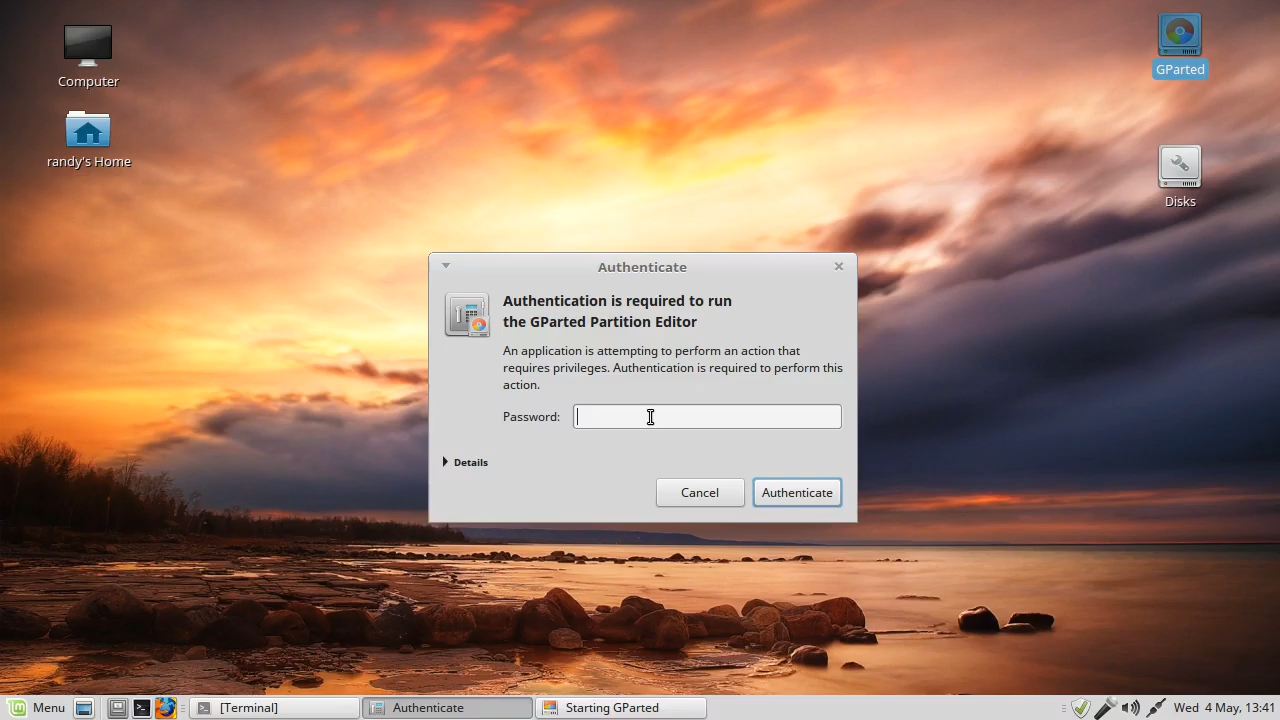 Computer
randy's Home
GParted
Disks
Authenticate
Authentication is required to run
the GParted Partition Editor
An application is attempting to perform an action that
requires privileges. Authentication is required to perform this
action.
Password:
Details
Cancel
Authenticate
Menu
[Terminal]
Authenticate
Starting GParted
Wed 4 May, 13:41